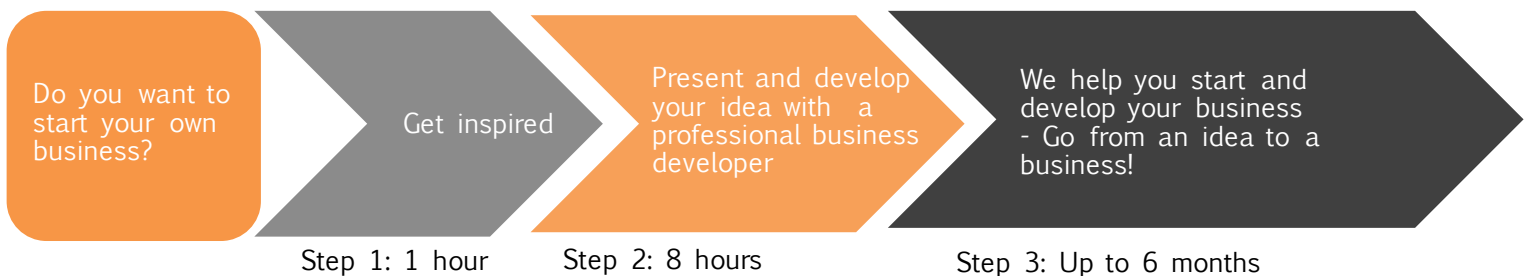 Do you want to
start your own
business?
Get inspired
Present and develop
your idea with a
professional business
developer
We help you start and
develop your business
- Go from an idea to a
business!
Step 1: 1 hour
Step 2: 8 hours
Step 3: Up to 6 months